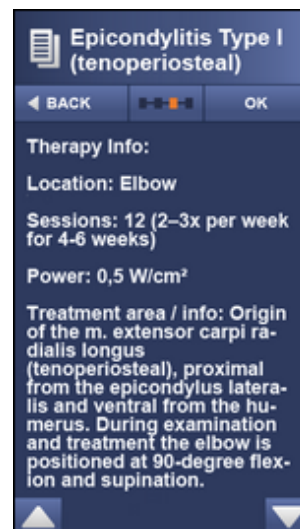 Epicondylitis Type I
(tenoperiosteal)
BACK
OK
Therapy Info:
Location: Elbow
Sessions: 12 (2–3x per week
for 4-6 weeks)
Power: 0,5 W/cm²
Treatment area / info: Origin
of the m. extensor carpi ra-
dialis longus
(tenoperiosteal), proximal
from the epicondylus latera-
lis and ventral from the hu-
merus. During examination
and treatment the elbow is
positioned at 90-degree flex-
ion and supination.